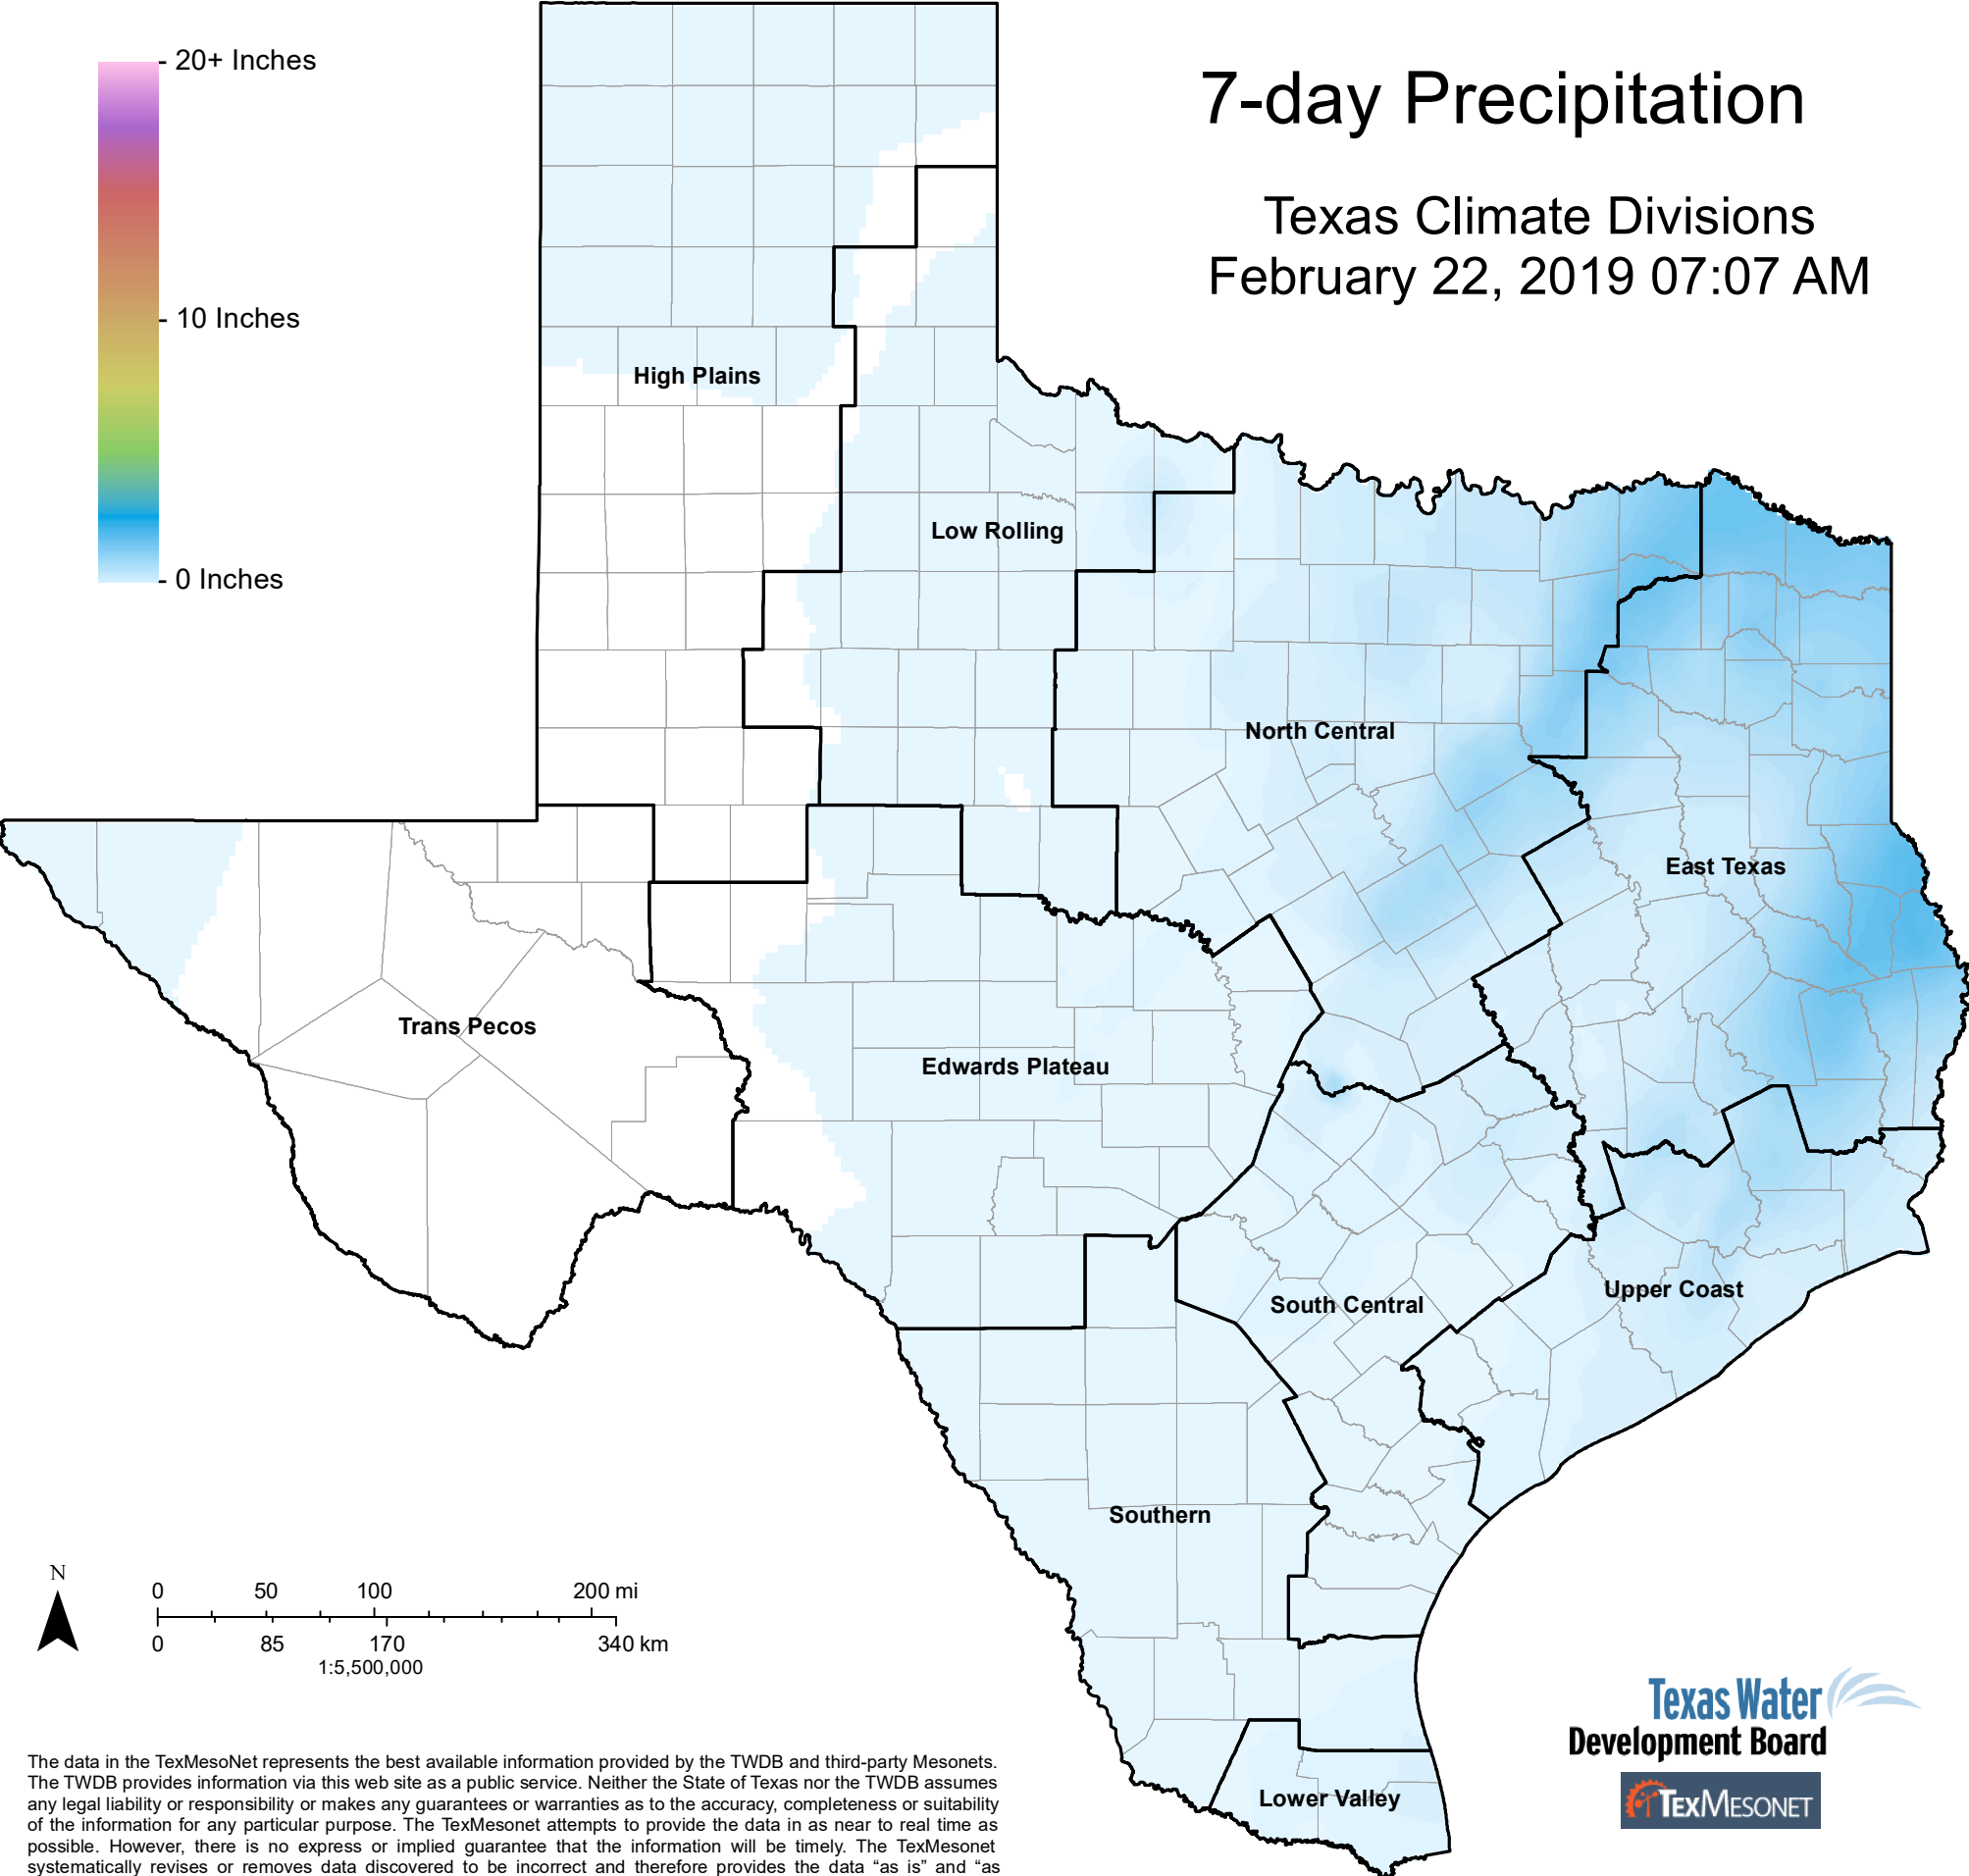 7-day Precipitation
Texas Climate Divisions
February 22, 2019 07:07 AM
20+ Inches
10 Inches
0 Inches
High Plains
Low Rolling
North Central
East Texas
Trans Pecos
Edwards Plateau
South Central
Upper Coast
Southern
Lower Valley
N
0 50 100 200 mi
0 85 170 340 km
1:5,500,000
The data in the TexMesoNet represents the best available information provided by the TWDB and third-party Mesonets.
The TWDB provides information via this web site as a public service. Neither the State of Texas nor the TWDB assumes
any legal liability or responsibility or makes any guarantees or warranties as to the accuracy, completeness or suitability
of the information for any particular purpose. The TexMesonet attempts to provide the data in as near to real time as
possible. However, there is no express or implied guarantee that the information will be timely. The TexMesonet
systematically revises or removes data discovered to be incorrect and therefore provides the data “as is” and “as
Texas Water
Development Board
TEXMESONET